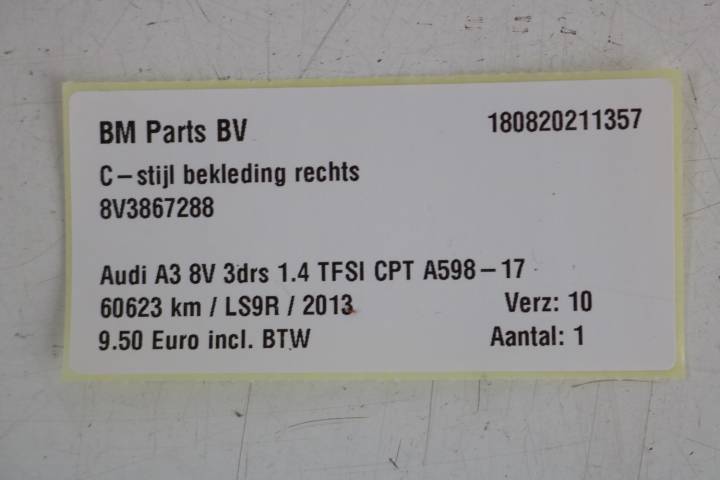 BM Parts BV 180820211357
C-stijl bekleding rechts
8V3867288
Audi A3 8V 3drs 1.4 TFSI CPT A598-17
60623 km / LS9R / 2013 Verz: 10
9.50 Euro incl. BTW Aantal: 1